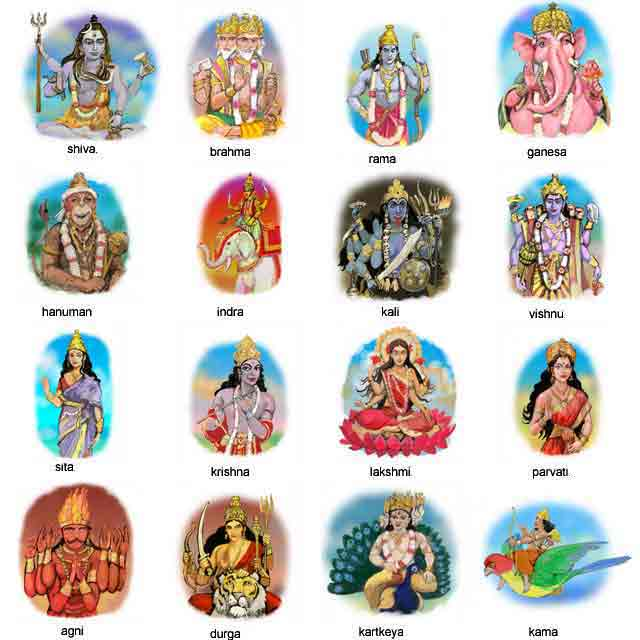 shiva.
brahma
rama
ganesa
hanuman
indra
kali
vishnu
sita
krishna
lakshmi.
parvati.
agni
durga
kartkeya
kama